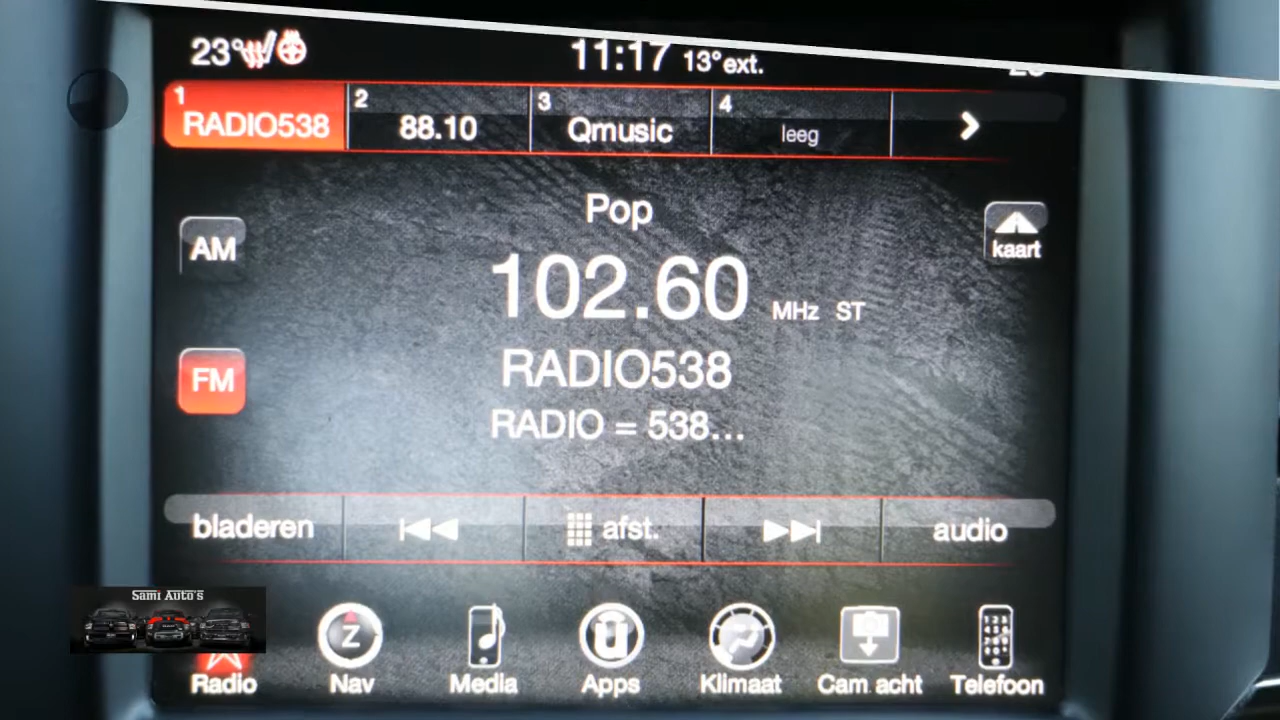 23°
11:17 13°ext.
1 RADIO538
2 88.10
3 Qmusic
4 leeg
Pop
AM
kaart
102.60 MHz ST
FM
RADIO538
RADIO = 538...
bladeren
afst.
audio
Sami Auto's
Z
Radio
Nav
Media
Apps
Klimaat
Cam acht
Telefoon